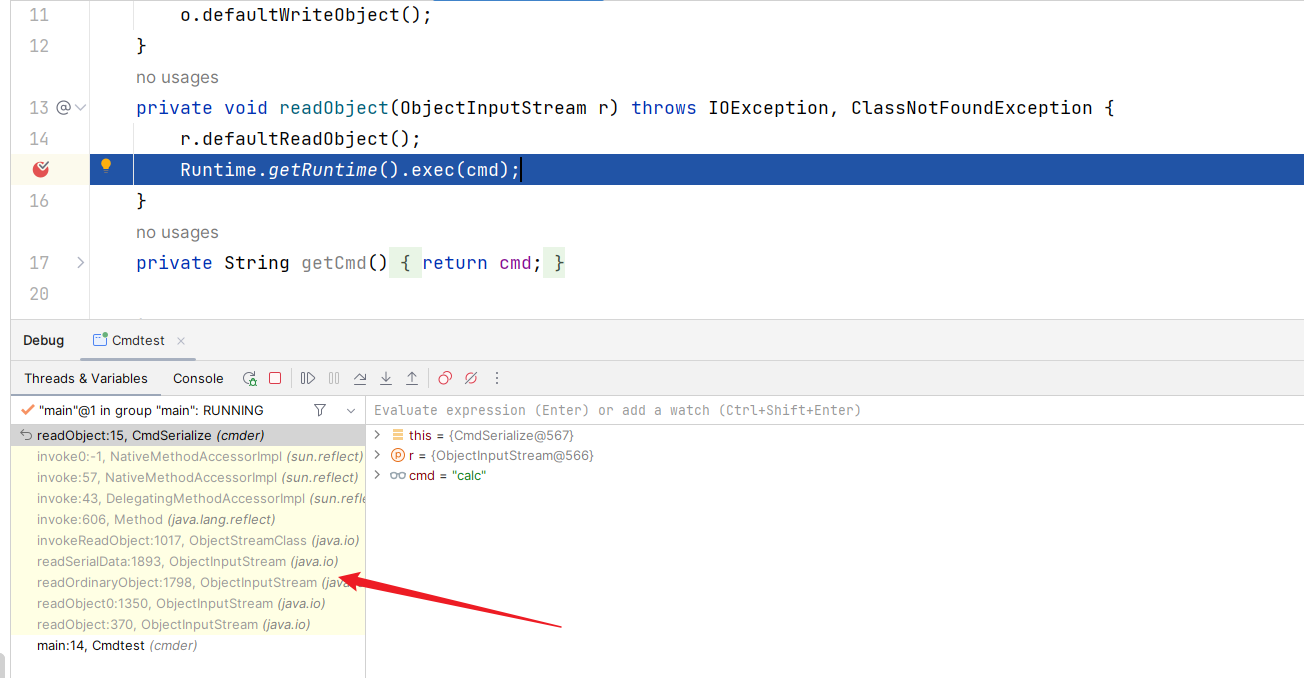 11 o.defaultWriteObject();
12 }
no usages
13 @ private void readObject(ObjectInputStream r) throws IOException, ClassNotFoundException {
14 r.defaultReadObject();
Runtime.getRuntime().exec(cmd);
16 }
no usages
17 private String getCmd() { return cmd; }
20
Debug Cmdtest ×
Threads & Variables Console
"main"@1 in group "main": RUNNING
Evaluate expression (Enter) or add a watch (Ctrl+Shift+Enter)
readObject:15, CmdSerialize (cmder)
this = {CmdSerialize@567}
invoke0:-1, NativeMethodAccessorImpl (sun.reflect)
r = {ObjectInputStream@566}
invoke:57, NativeMethodAccessorImpl (sun.reflect)
cmd = "calc"
invoke:43, DelegatingMethodAccessorImpl (sun.refle
invoke:606, Method (java.lang.reflect)
invokeReadObject:1017, ObjectStreamClass (java.io)
readSerialData:1893, ObjectInputStream (java.io)
readOrdinaryObject:1798, ObjectInputStream (java.
readObject0:1350, ObjectInputStream (java.io)
readObject:370, ObjectInputStream (java.io)
main:14, Cmdtest (cmder)